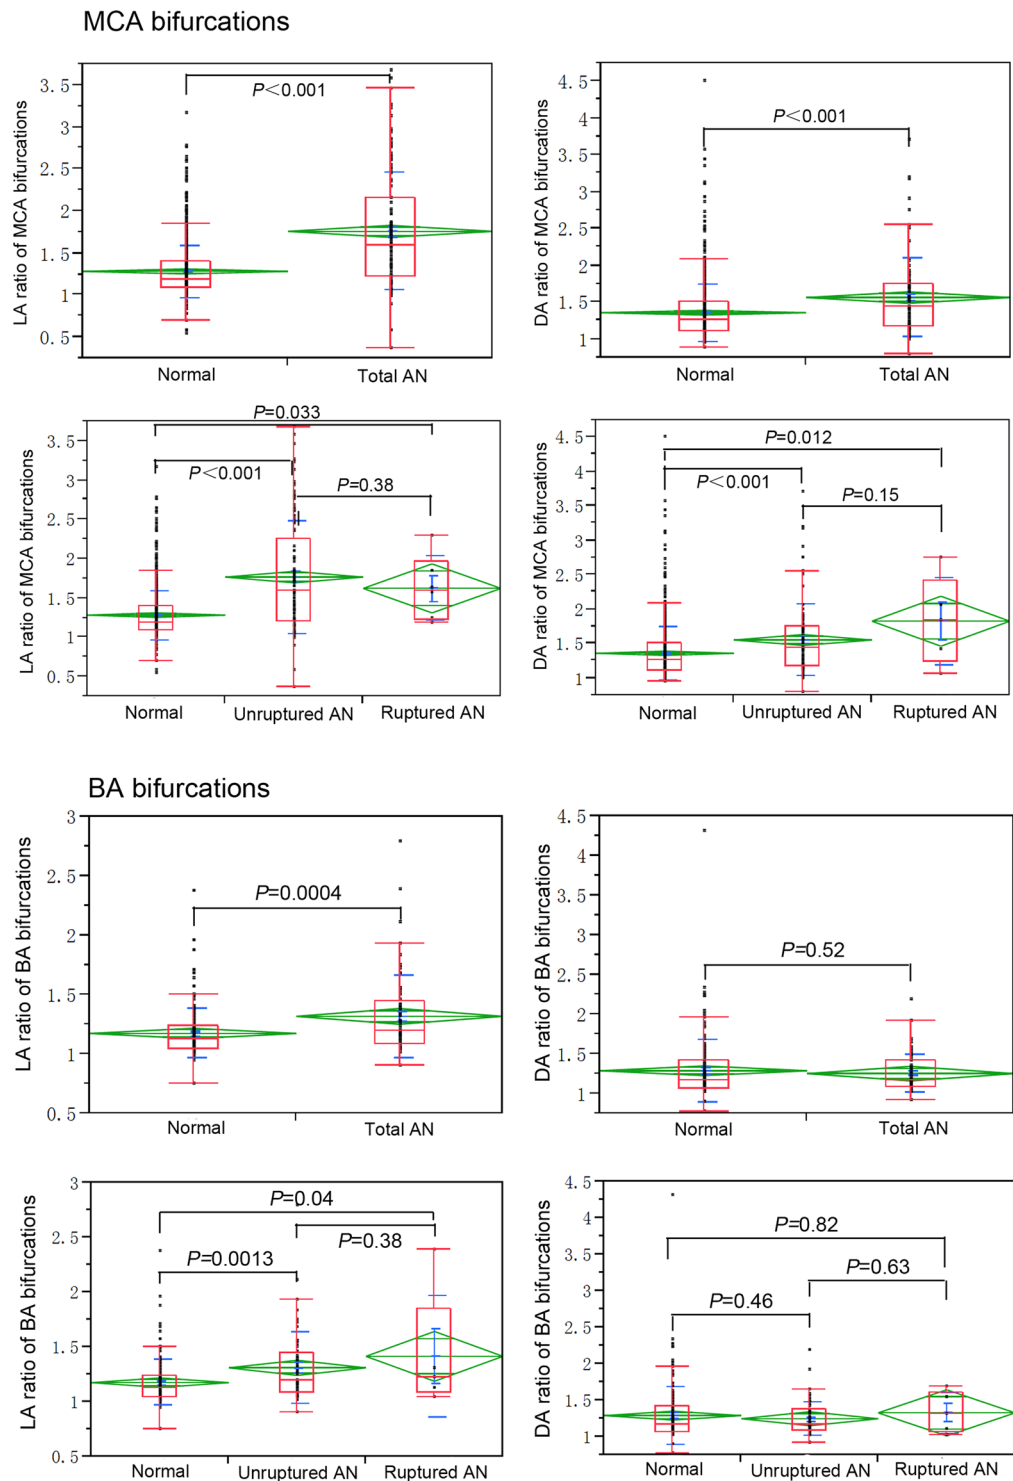 MCA bifurcations
LA ratio of MCA bifurcations
3.5
3
2.5
2
1.5
1
0.5
P<0.001
Normal
Total AN
DA ratio of MCA bifurcations
4.5
4
3.5
3
2.5
2
1.5
1
P<0.001
Normal
Total AN
LA ratio of MCA bifurcations
3.5
3
2.5
2
1.5
1
0.5
P=0.033
P<0.001
P=0.38
Normal
Unruptured AN
Ruptured AN
DA ratio of MCA bifurcations
4.5
4
3.5
3
2.5
2
1.5
1
P=0.012
P<0.001
P=0.15
Normal
Unruptured AN
Ruptured AN
BA bifurcations
LA ratio of BA bifurcations
3
2.5
2
1.5
1
0.5
P=0.0004
Normal
Total AN
DA ratio of BA bifurcations
4.5
4
3.5
3
2.5
2
1.5
1
P=0.52
Normal
Total AN
LA ratio of BA bifurcations
3
2.5
2
1.5
1
0.5
P=0.04
P=0.0013
P=0.38
Normal
Unruptured AN
Ruptured AN
DA ratio of BA bifurcations
4.5
4
3.5
3
2.5
2
1.5
1
P=0.82
P=0.63
P=0.46
Normal
Unruptured AN
Ruptured AN